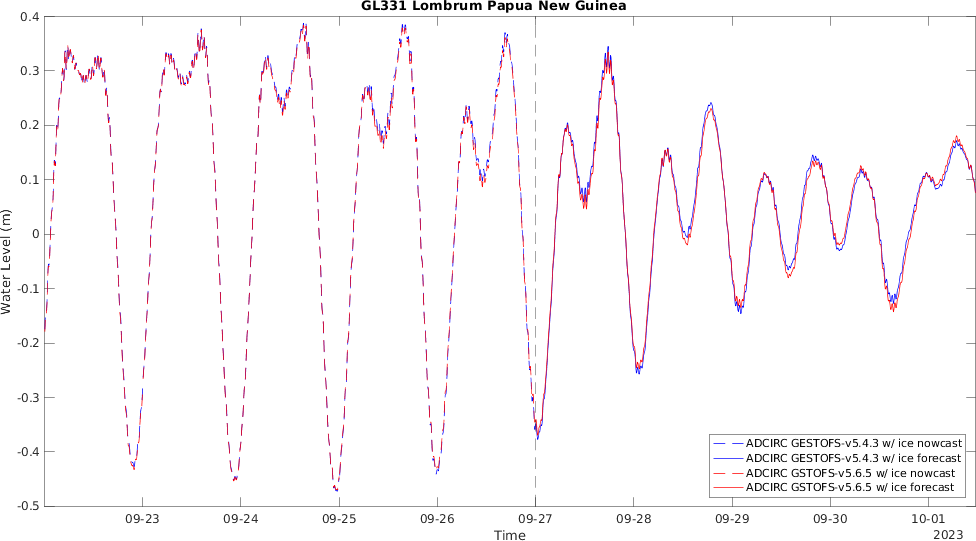 GL331 Lombrum Papua New Guinea
0.4
0.3
0.2
0.1
0
-0.1
-0.2
-0.3
-0.4
-0.5
Water Level (m)
ADCIRC GESTOFS-v5.4.3 w/ ice nowcast
ADCIRC GESTOFS-v5.4.3 w/ ice forecast
ADCIRC GSTOFS-v5.6.5 w/ ice nowcast
ADCIRC GSTOFS-v5.6.5 w/ ice forecast
09-23 09-24 09-25 09-26 09-27 09-28 09-29 09-30 10-01
Time 2023